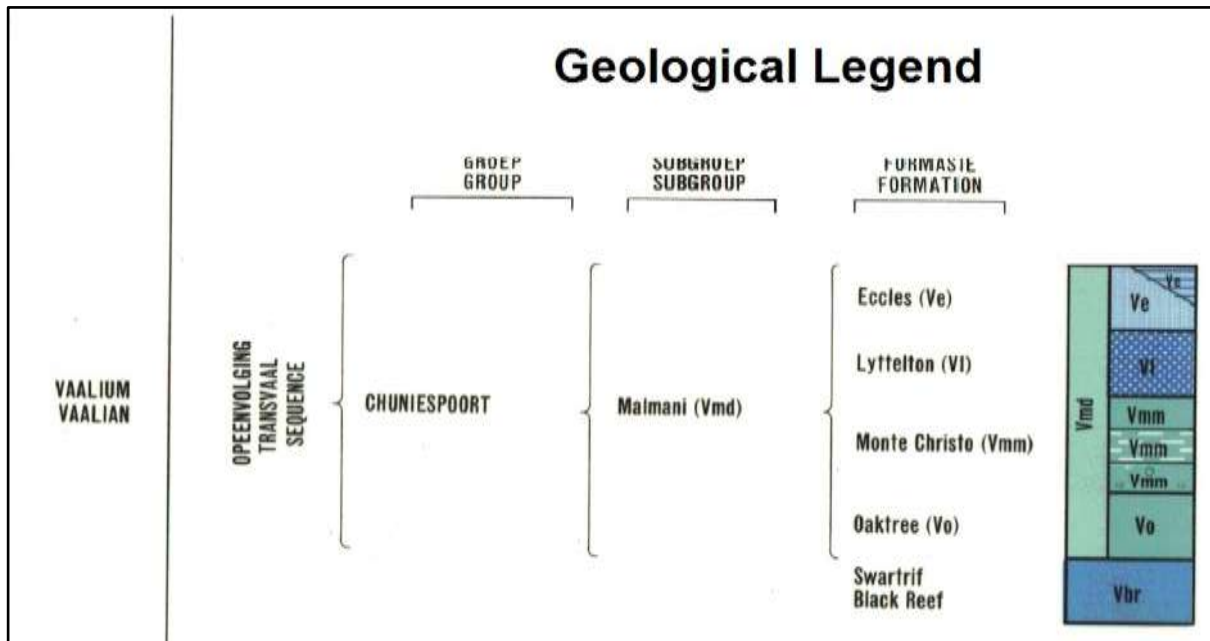 Geological Legend
GROEP
GROUP
SUBGROEP
SUBGROUP
FORMASIE
FORMATION
VAALIUM
VAALIAN
OPEENVOLGING
TRANSVAAL
SEQUENCE
CHUNIESPOORT
Malmani (Vmd)
Eccles (Ve)
Lyttelton (Vl)
Monte Christo (Vmm)
Oaktree (Vo)
Swartrif
Black Reef
Vmd
Ve
Ve
Vl
Vmm
Vmm
Vmm
Vo
Vbr